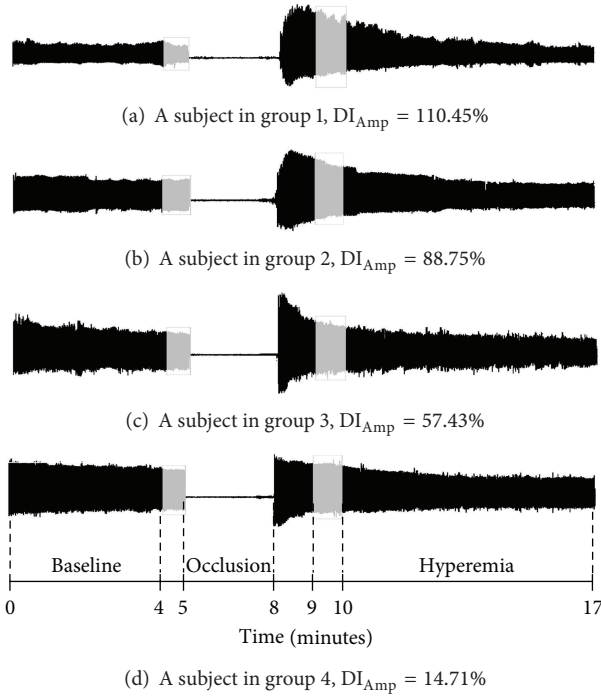 (a) A subject in group 1, DI_Amp = 110.45%
(b) A subject in group 2, DI_Amp = 88.75%
(c) A subject in group 3, DI_Amp = 57.43%
Baseline Occlusion Hyperemia
0 4 5 8 9 10 17
Time (minutes)
(d) A subject in group 4, DI_Amp = 14.71%